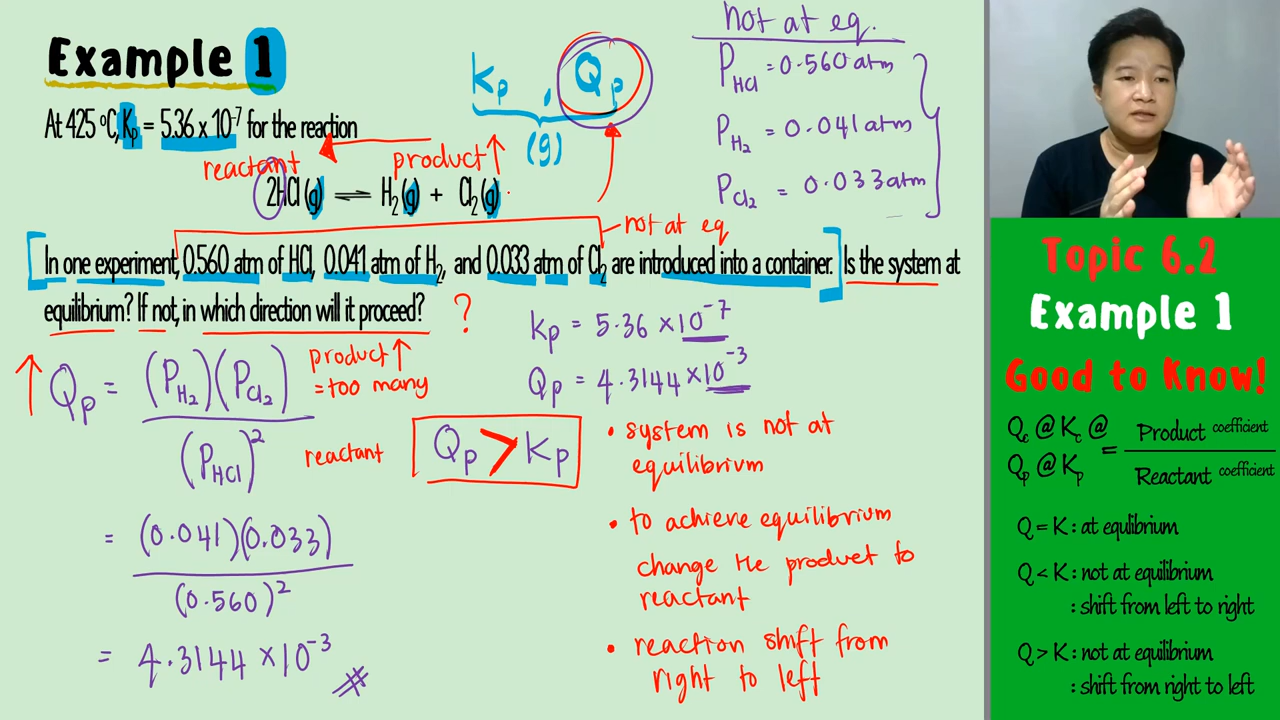 Example 1
At 425 °C, Kp = 5.36 x 10⁻⁷ for the reaction
reactant product ↑
2HCl (g) ⇌ H₂(g) + Cl₂(g)
Kp , Qp
(g)
not at eq.
P HCl = 0.560 atm
P H₂ = 0.041 atm
P Cl₂ = 0.033 atm
not at eq
In one experiment, 0.560 atm of HCl, 0.041 atm of H₂, and 0.033 atm of Cl₂ are introduced into a container. Is the system at
equilibrium? If not, in which direction will it proceed? ?
↑ Qp = (P H₂)(P Cl₂)
(P HCl)²
product ↑
= too many
reactant
= (0.041)(0.033)
(0.560)²
= 4.3144 × 10⁻³
Kp = 5.36 × 10⁻⁷
Qp = 4.3144 × 10⁻³
Qp > Kp
• system is not at
equilibrium
• to achieve equilibrium
change the product to
reactant
• reaction shift from
right to left
Topic 6.2
Example 1
Good to Know!
Qc @ Kc @
Qp @ Kp
= Product coefficient
Reactant coefficient
Q = K : at equlibrium
Q < K : not at equilibrium
: shift from left to right
Q > K : not at equilibrium
: shift from right to left